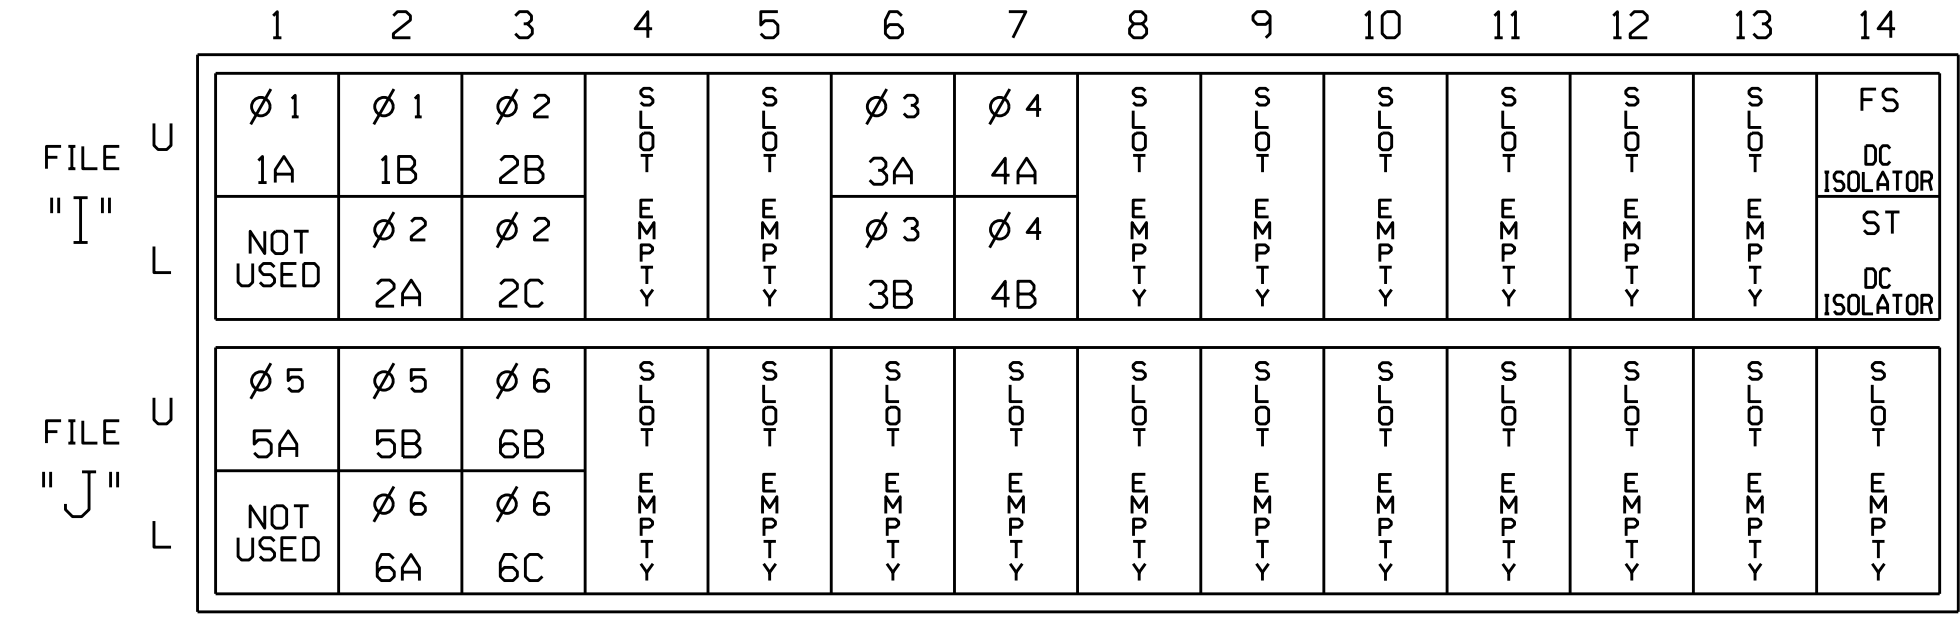 1 2 3 4 5 6 7 8 9 10 11 12 13 14
FILE "I"
U
L
Ø 1
1A
NOT USED
Ø 1
1B
Ø 2
2A
Ø 2
2B
Ø 2
2C
SLOT EMPTY
SLOT EMPTY
Ø 3
3A
Ø 3
3B
Ø 4
4A
Ø 4
4B
SLOT EMPTY
SLOT EMPTY
SLOT EMPTY
SLOT EMPTY
SLOT EMPTY
SLOT EMPTY
FS
DC
ISOLATOR
ST
DC
ISOLATOR
FILE "J"
U
L
Ø 5
5A
NOT USED
Ø 5
5B
Ø 6
6A
Ø 6
6B
Ø 6
6C
SLOT EMPTY
SLOT EMPTY
SLOT EMPTY
SLOT EMPTY
SLOT EMPTY
SLOT EMPTY
SLOT EMPTY
SLOT EMPTY
SLOT EMPTY
SLOT EMPTY
SLOT EMPTY